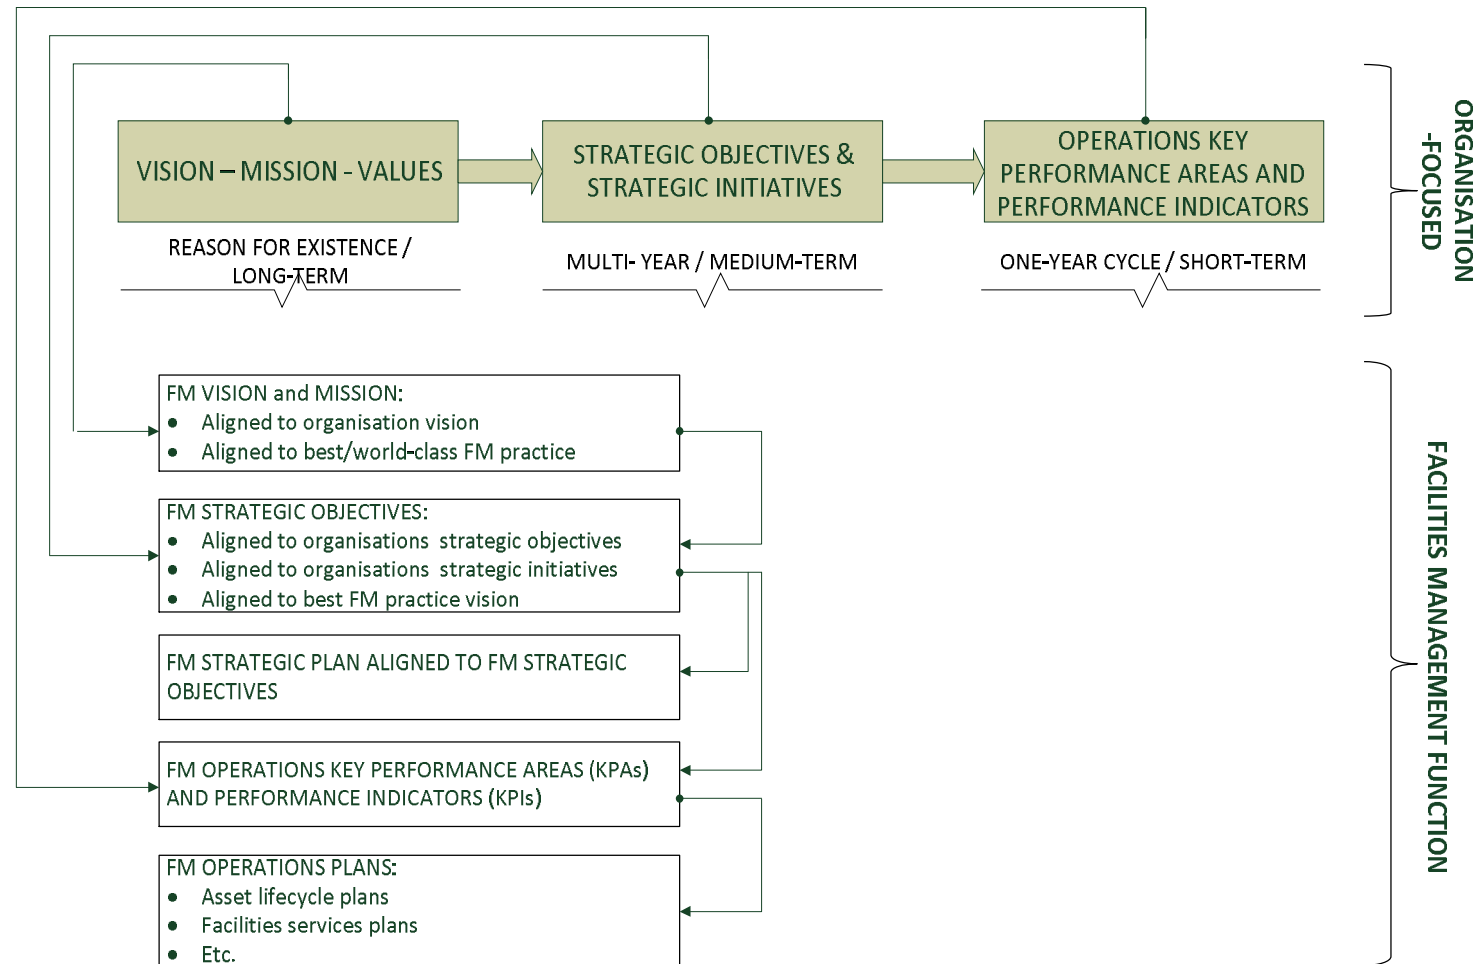 VISION – MISSION - VALUES
STRATEGIC OBJECTIVES &
STRATEGIC INITIATIVES
OPERATIONS KEY
PERFORMANCE AREAS AND
PERFORMANCE INDICATORS
REASON FOR EXISTENCE /
LONG-TERM
MULTI- YEAR / MEDIUM-TERM
ONE-YEAR CYCLE / SHORT-TERM
ORGANISATION
-FOCUSED
FM VISION and MISSION:
• Aligned to organisation vision
• Aligned to best/world-class FM practice
FM STRATEGIC OBJECTIVES:
• Aligned to organisations strategic objectives
• Aligned to organisations strategic initiatives
• Aligned to best FM practice vision
FM STRATEGIC PLAN ALIGNED TO FM STRATEGIC
OBJECTIVES
FM OPERATIONS KEY PERFORMANCE AREAS (KPAs)
AND PERFORMANCE INDICATORS (KPIs)
FM OPERATIONS PLANS:
• Asset lifecycle plans
• Facilities services plans
• Etc.
FACILITIES MANAGEMENT FUNCTION